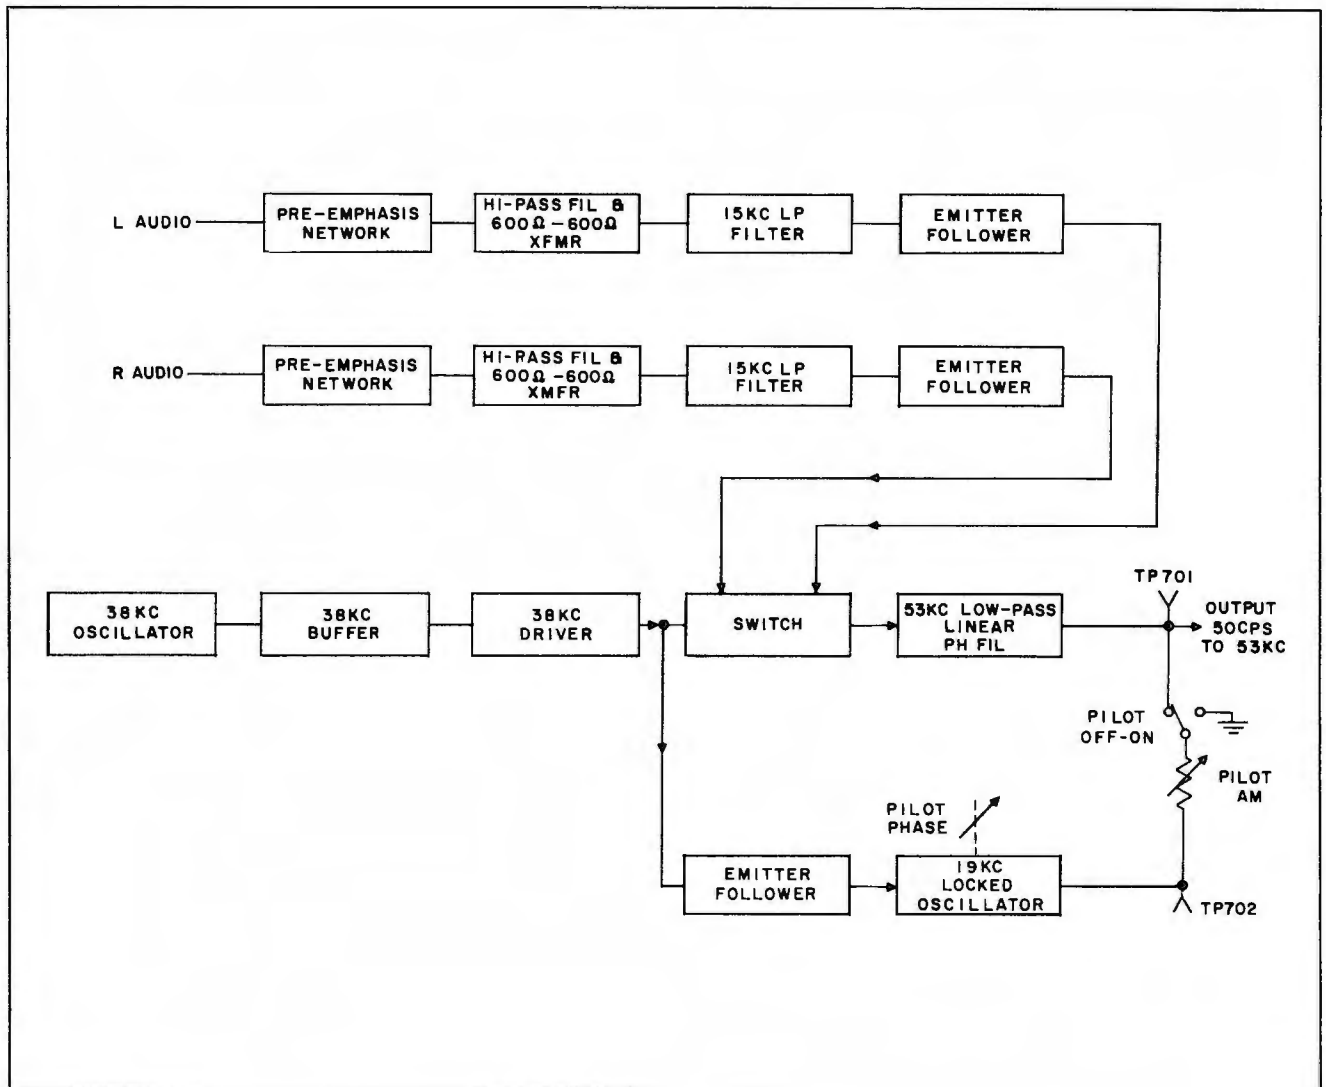 L AUDIO
PRE-EMPHASIS
NETWORK
HI-PASS FIL &
600Ω-600Ω
XFMR
15KC LP
FILTER
EMITTER
FOLLOWER
R AUDIO
PRE-EMPHASIS
NETWORK
HI-RASS FIL &
600Ω-600Ω
XMFR
15KC LP
FILTER
EMITTER
FOLLOWER
38KC
OSCILLATOR
38KC
BUFFER
38KC
DRIVER
SWITCH
53KC LOW-PASS
LINEAR
PH FIL
TP701
OUTPUT
50CPS
TO 53KC
PILOT
OFF-ON
PILOT
AM
PILOT
PHASE
EMITTER
FOLLOWER
19KC
LOCKED
OSCILLATOR
TP702